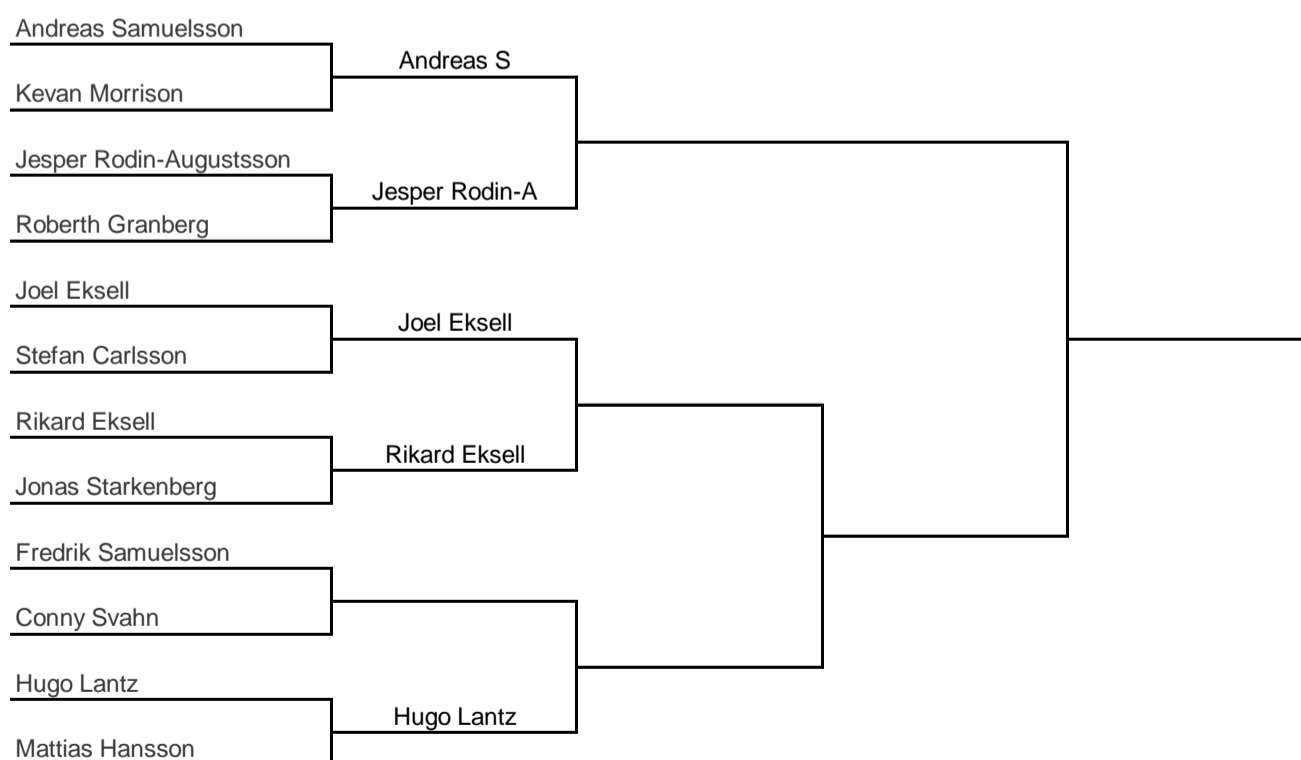 Andreas Samuelsson
Andreas S
Kevan Morrison
Jesper Rodin-Augustsson
Jesper Rodin-A
Roberth Granberg
Joel Eksell
Joel Eksell
Stefan Carlsson
Rikard Eksell
Rikard Eksell
Jonas Starkenberg
Fredrik Samuelsson
Conny Svahn
Hugo Lantz
Hugo Lantz
Mattias Hansson